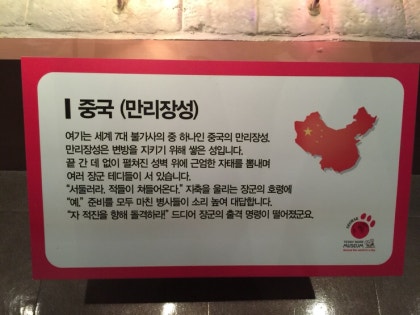 중국 (만리장성)
여기는 세계 7대 불가사의 중 하나인 중국의 만리장성.
만리장성은 변방을 지키기 위해 쌓은 성입니다.
끝 간 데 없이 펼쳐진 성벽 위에 근엄한 자태를 뽐내며
여러 장군 테디들이 서 있습니다.
"서둘러라, 적들이 쳐들어온다." 지축을 울리는 장군의 호령에
"예." 준비를 모두 마친 병사들이 소리 높여 대답합니다.
"자 적진을 향해 돌격하라!" 드디어 장군의 출격 명령이 떨어졌군요.
TEDDY BEAR
MUSEUM